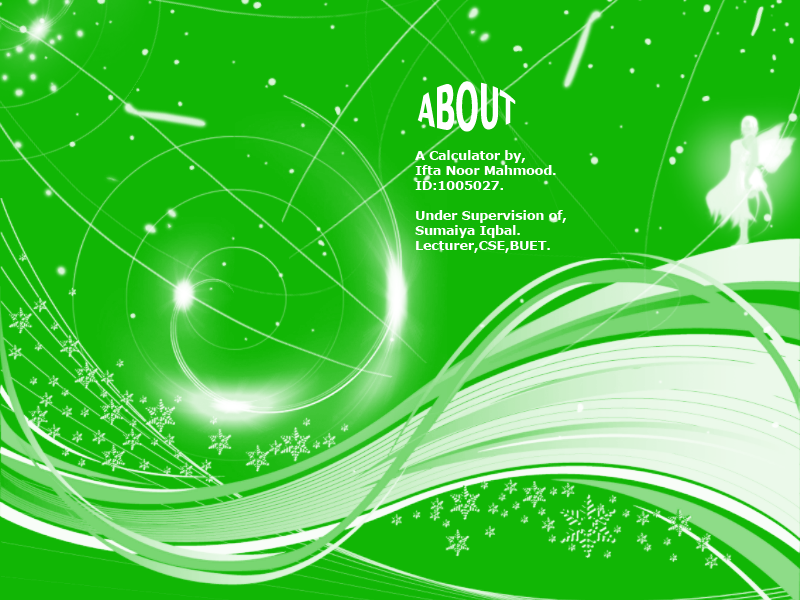 ABOUT
A Calculator by,
Ifta Noor Mahmood.
ID:1005027.
Under Supervision of,
Sumaiya Iqbal.
Lecturer,CSE,BUET.